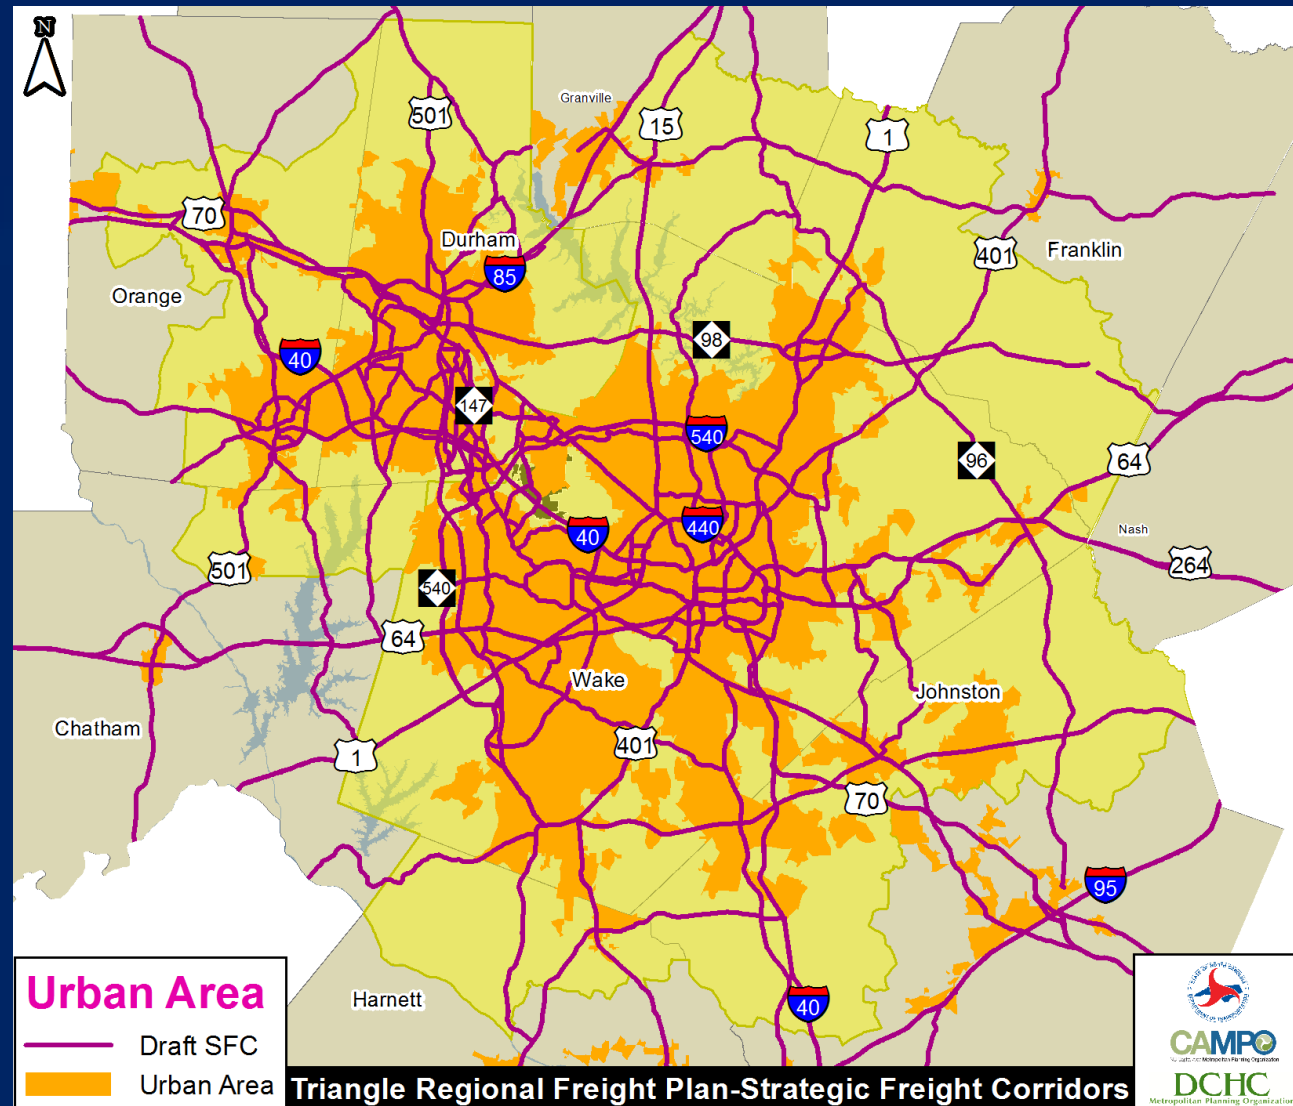 N
Granville
501
15
1
70
Durham
401
Franklin
85
Orange
98
40
147
540
96
64
440
40
Nash
264
501
540
64
Wake
Johnston
Chatham
401
1
70
95
Harnett
40
Urban Area
Draft SFC
Urban Area
Triangle Regional Freight Plan-Strategic Freight Corridors
CAMPO
DCHC
Metropolitan Planning Organization